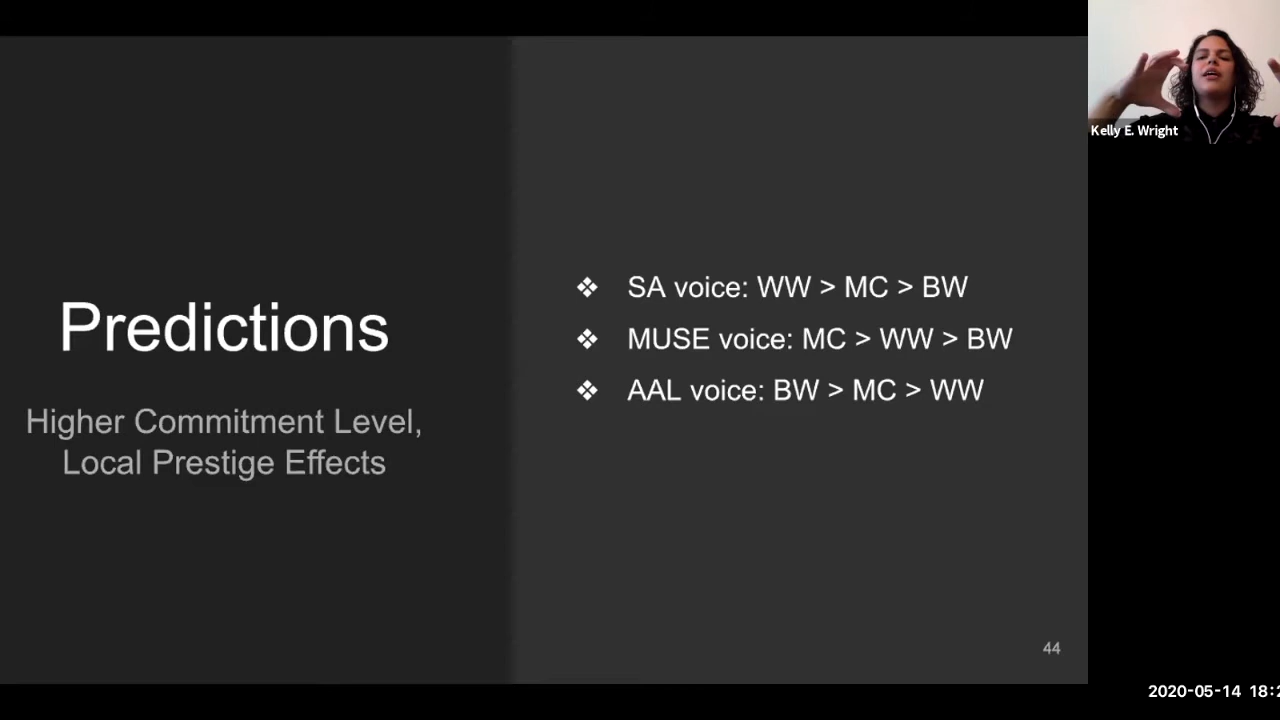 Predictions
Higher Commitment Level,
Local Prestige Effects
❖ SA voice: WW > MC > BW
❖ MUSE voice: MC > WW > BW
❖ AAL voice: BW > MC > WW
44
Kelly E. Wright
2020-05-14 18:2